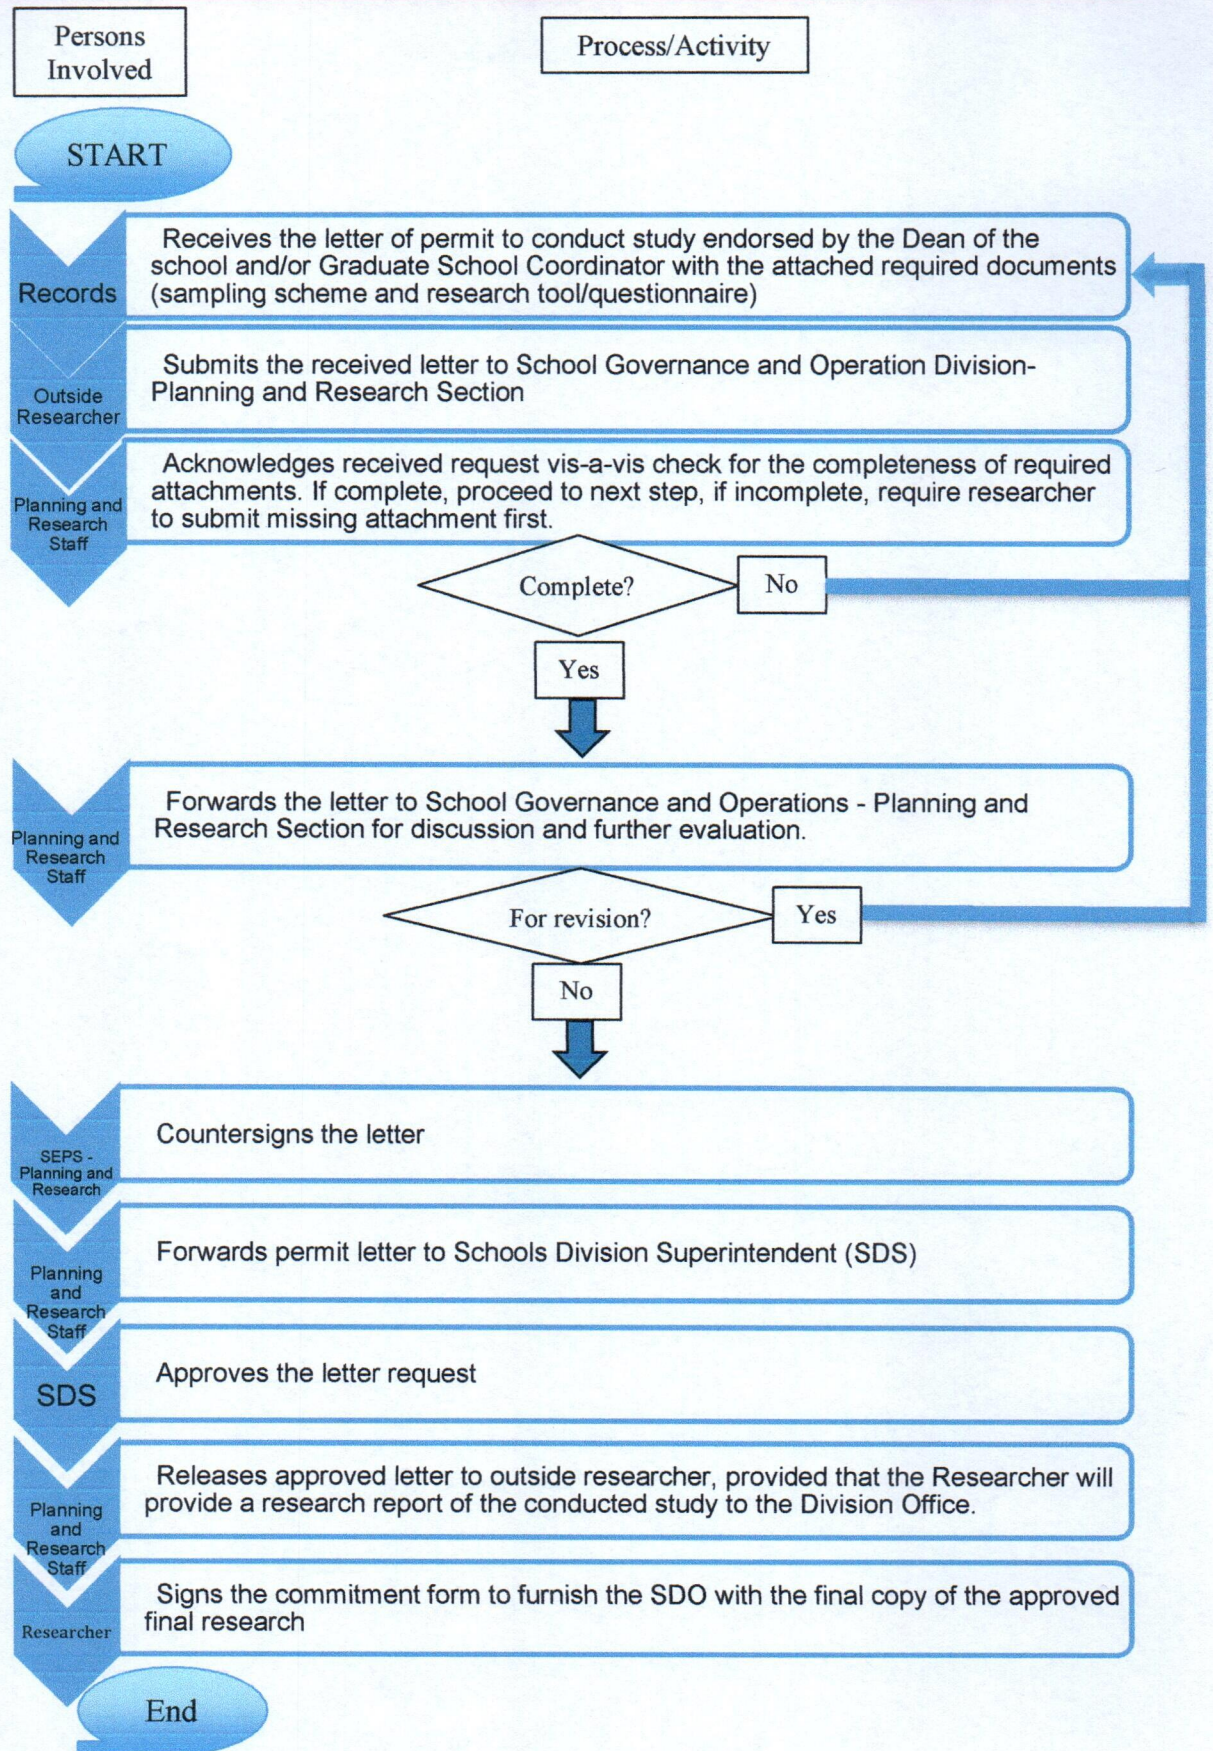 Persons
Involved
Process/Activity
START
Records
Receives the letter of permit to conduct study endorsed by the Dean of the
school and/or Graduate School Coordinator with the attached required documents
(sampling scheme and research tool/questionnaire)
Outside
Researcher
Submits the received letter to School Governance and Operation Division-
Planning and Research Section
Planning and
Research
Staff
Acknowledges received request vis-a-vis check for the completeness of required
attachments. If complete, proceed to next step, if incomplete, require researcher
to submit missing attachment first.
Complete?
No
Yes
Planning and
Research
Staff
Forwards the letter to School Governance and Operations - Planning and
Research Section for discussion and further evaluation.
For revision?
Yes
No
SEPS -
Planning and
Research
Countersigns the letter
Planning
and
Research
Staff
Forwards permit letter to Schools Division Superintendent (SDS)
SDS
Approves the letter request
Planning
and
Research
Staff
Releases approved letter to outside researcher, provided that the Researcher will
provide a research report of the conducted study to the Division Office.
Researcher
Signs the commitment form to furnish the SDO with the final copy of the approved
final research
End